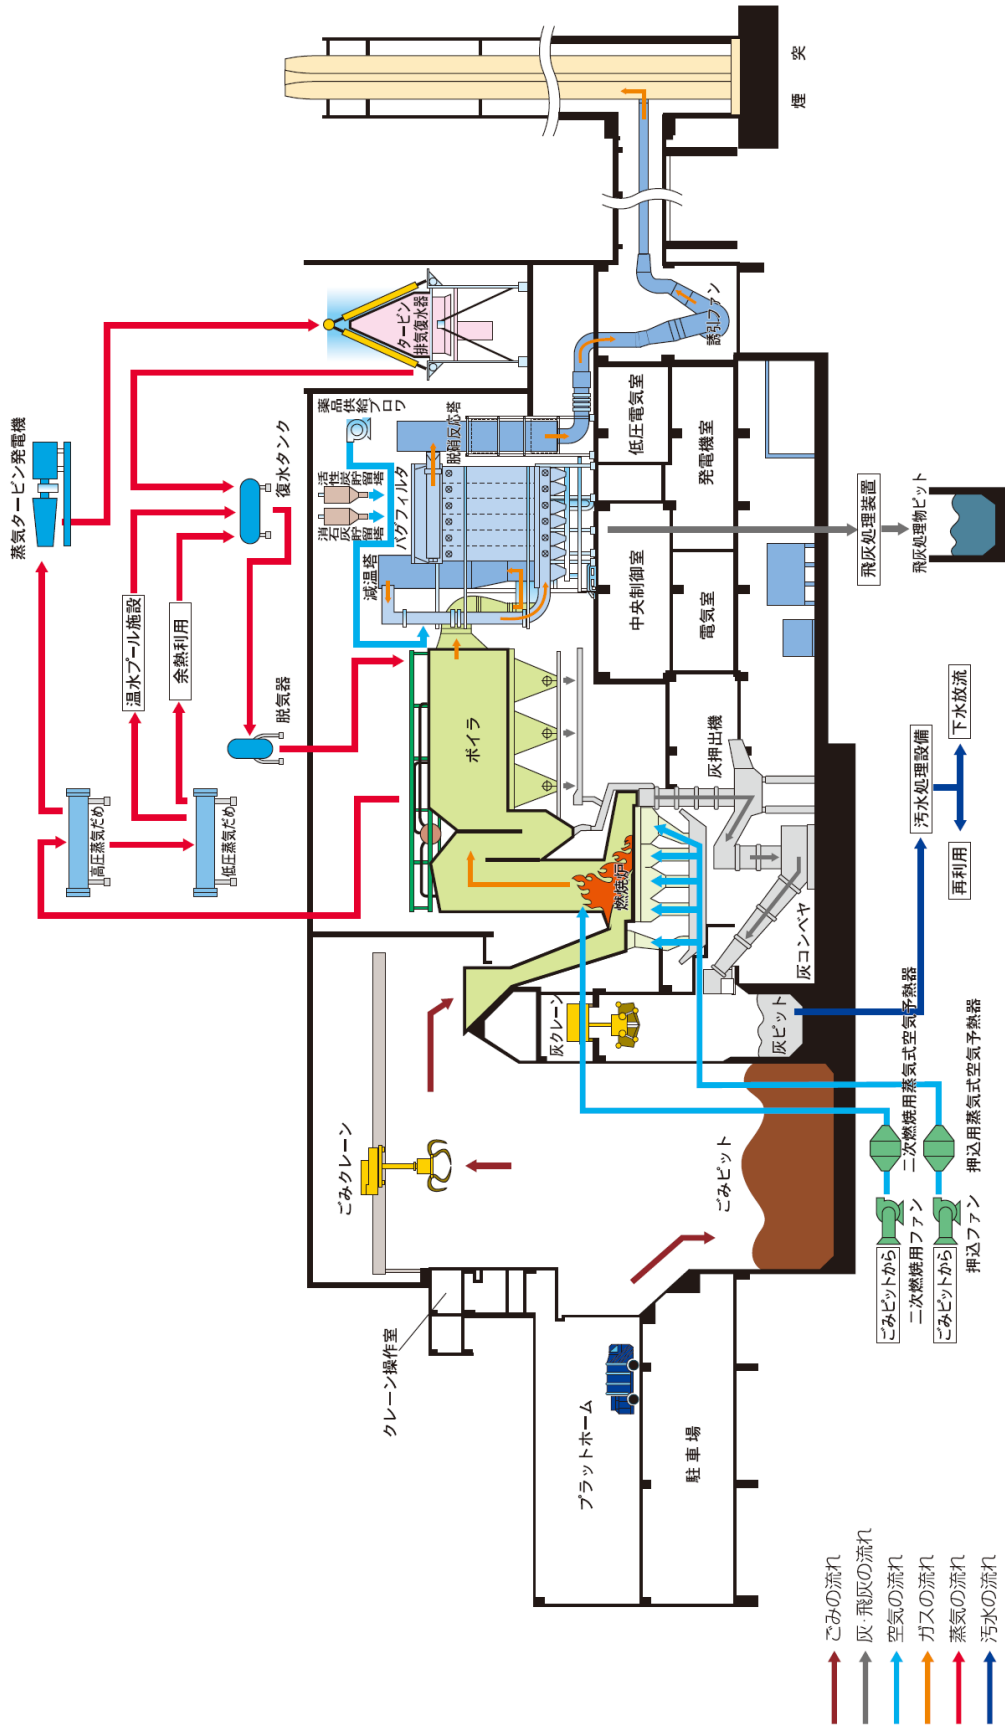 蒸気タービン発電機
高圧蒸気だめ
温水プール施設
余熱利用
低圧蒸気だめ
脱気器
復水タンク
タービン
排気復水器
薬品供給ブロワ
活性炭貯留塔
消石灰貯留塔
減温塔
バグフィルタ
脱硝反応塔
ボイラ
燃焼炉
ごみクレーン
クレーン操作室
灰クレーン
プラットホーム
駐車場
ごみピット
灰ピット
灰コンベヤ
灰押出機
中央制御室
低圧電気室
電気室
発電機室
誘引ファン
煙突
飛灰処理装置
飛灰処理物ピット
汚水処理設備
下水放流
再利用
ごみピットから
二次燃焼用ファン
二次燃焼用蒸気式空気予熱器
ごみピットから
押込ファン
押込用蒸気式空気予熱器
ごみの流れ
灰・飛灰の流れ
空気の流れ
ガスの流れ
蒸気の流れ
汚水の流れ